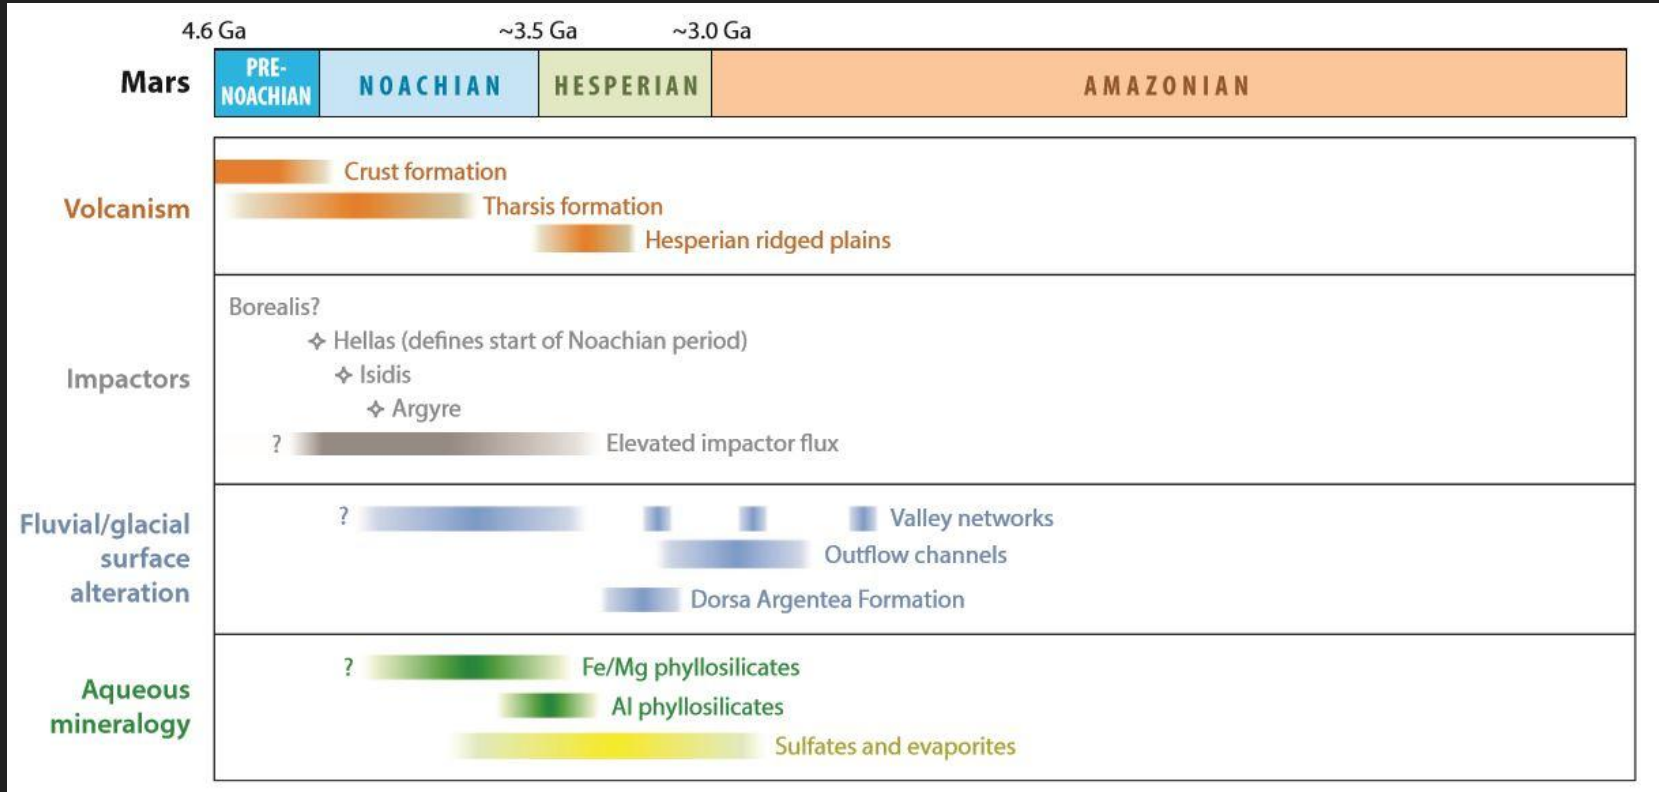 4.6 Ga ~3.5 Ga ~3.0 Ga
Mars
PRE-
NOACHIAN
NOACHIAN
HESPERIAN
AMAZONIAN
Volcanism
Crust formation
Tharsis formation
Hesperian ridged plains
Impactors
Borealis?
Hellas (defines start of Noachian period)
Isidis
Argyre
? Elevated impactor flux
Fluvial/glacial
surface
alteration
? Valley networks
Outflow channels
Dorsa Argentea Formation
Aqueous
mineralogy
? Fe/Mg phyllosilicates
Al phyllosilicates
Sulfates and evaporites